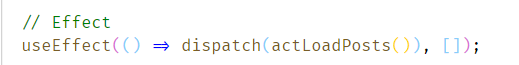 // Effect
useEffect(() => dispatch(actLoadPosts()), []);